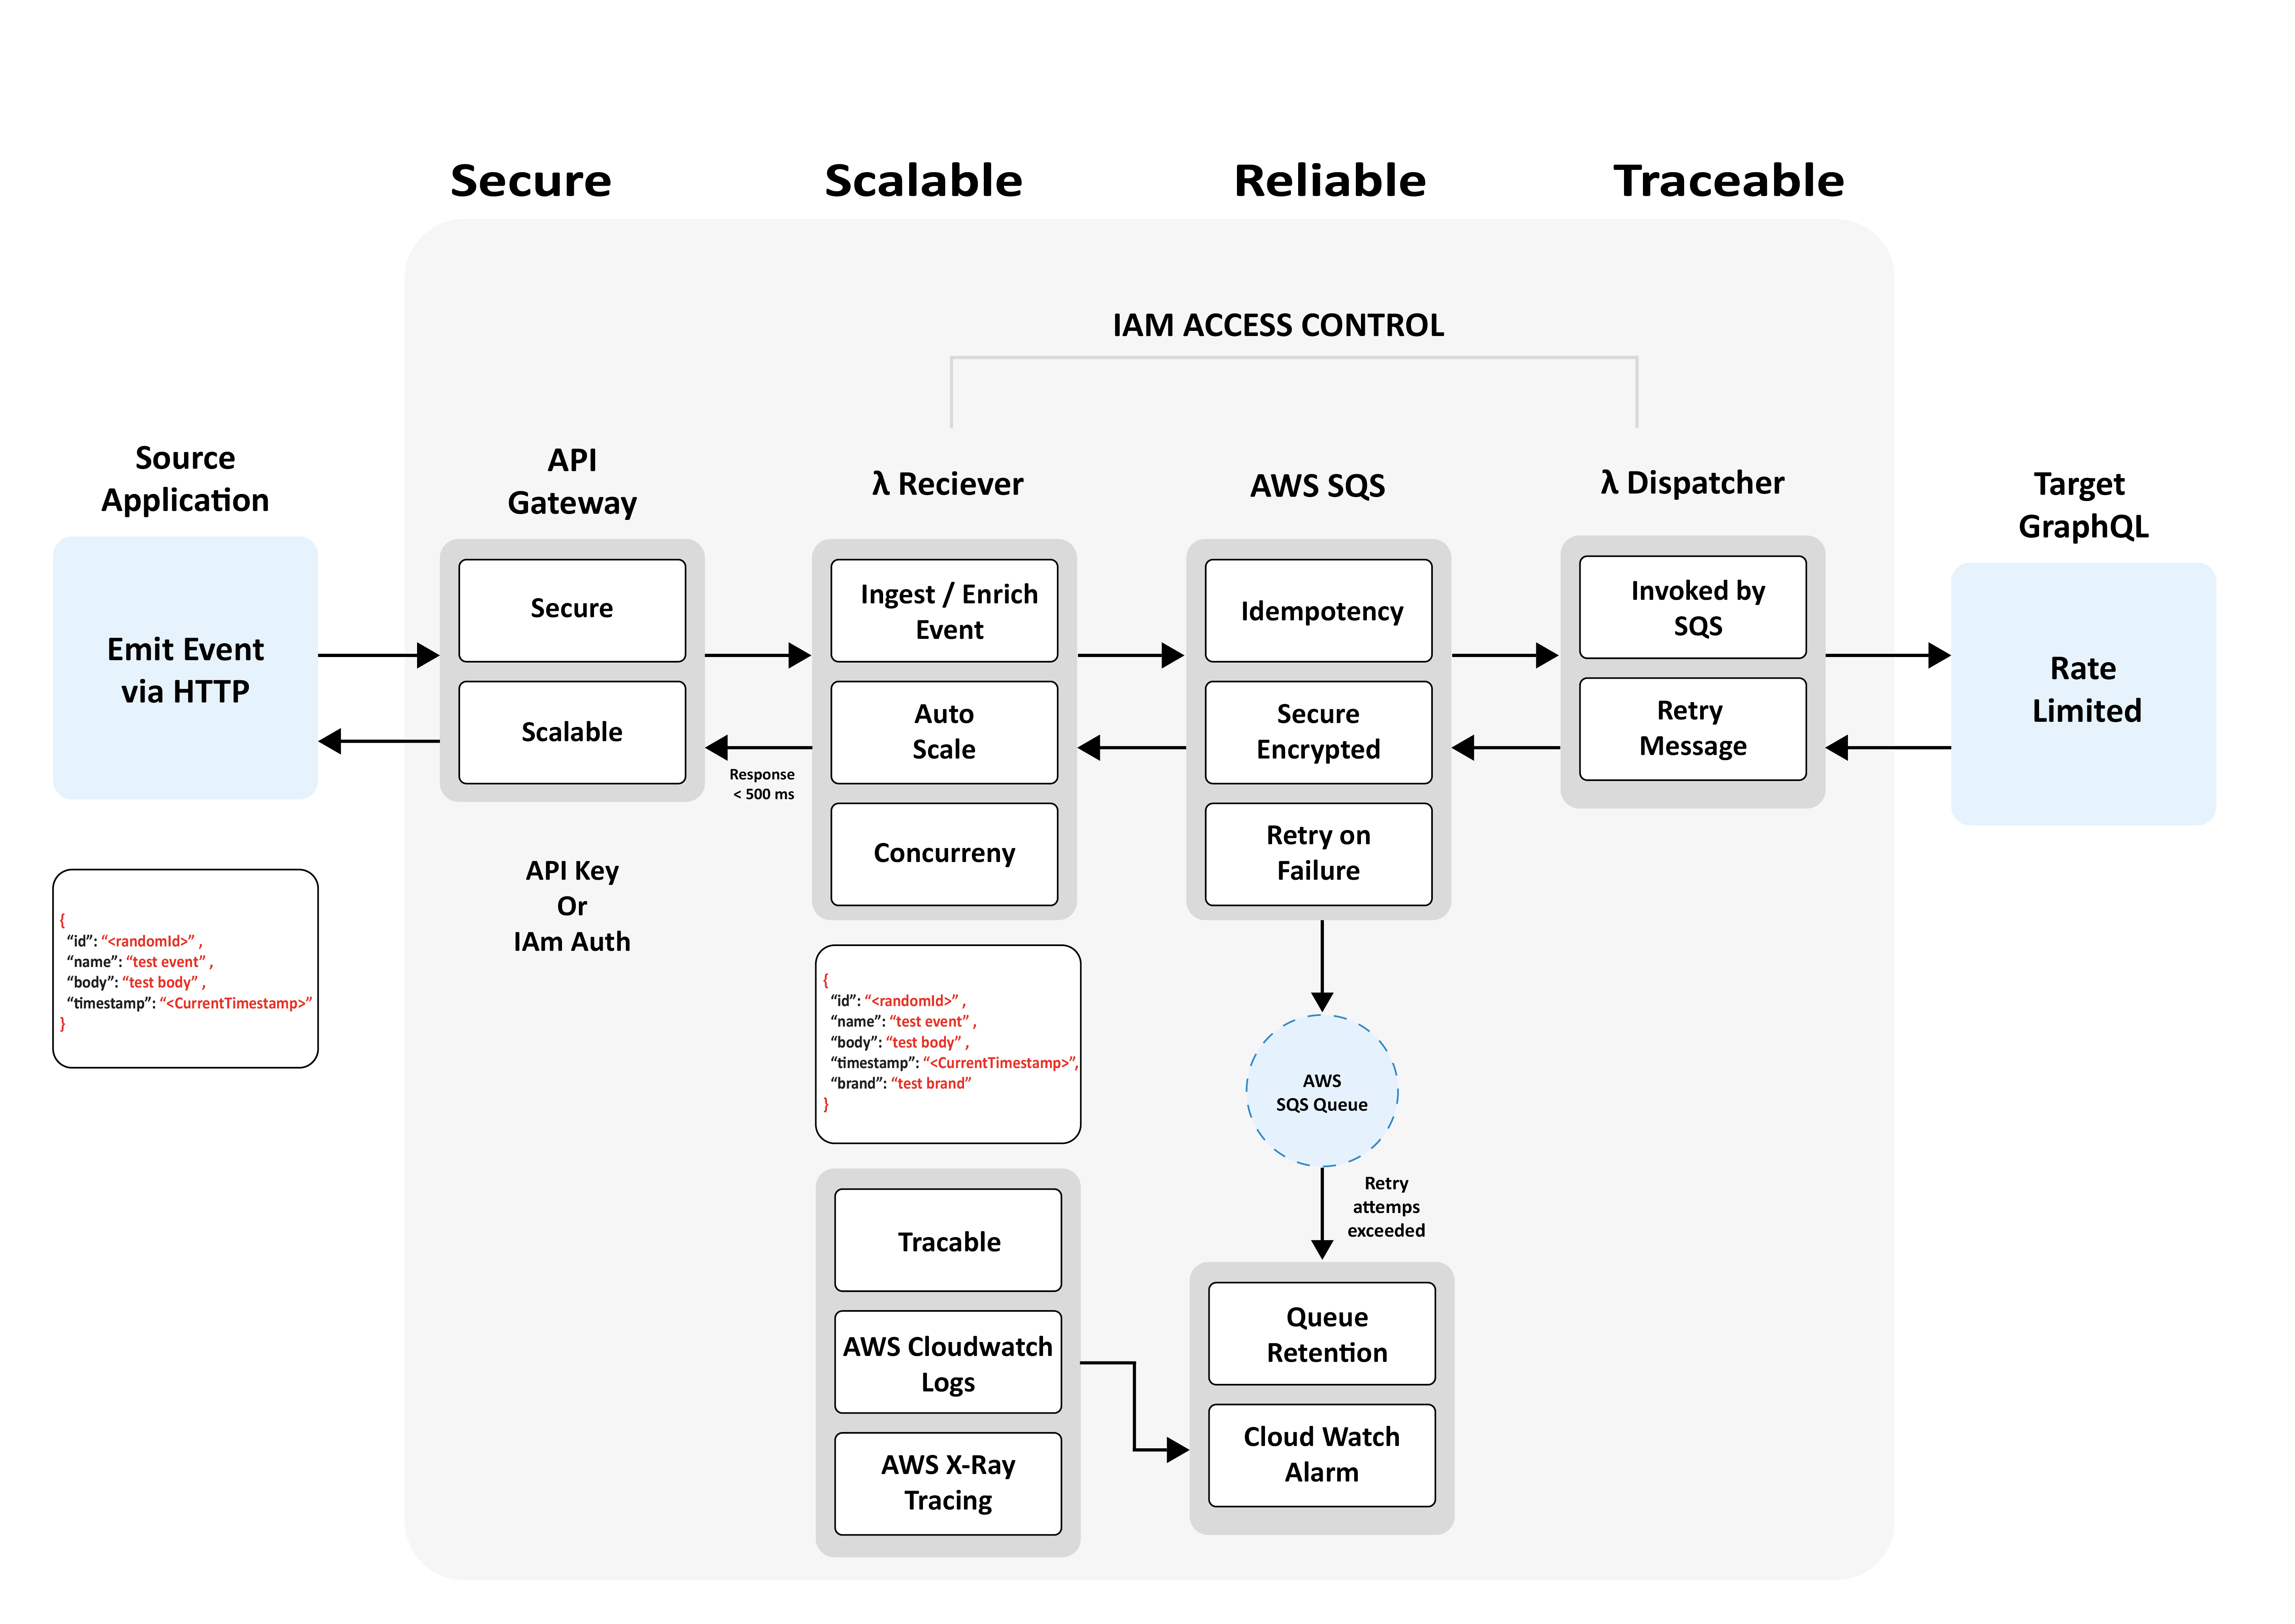 Secure
Scalable
Reliable
Traceable
IAM ACCESS CONTROL
Source
Application
Emit Event
via HTTP
{
“id”: “<randomId>” ,
“name”: “test event” ,
“body”: “test body” ,
“timestamp”: “<CurrentTimestamp>”
}
API
Gateway
Secure
Scalable
API Key
Or
IAm Auth
Response
< 500 ms
λ Reciever
Ingest / Enrich
Event
Auto
Scale
Concurreny
{
“id”: “<randomId>” ,
“name”: “test event” ,
“body”: “test body” ,
“timestamp”: “<CurrentTimestamp>”,
“brand”: “test brand”
}
Tracable
AWS Cloudwatch
Logs
AWS X-Ray
Tracing
AWS SQS
Idempotency
Secure
Encrypted
Retry on
Failure
AWS
SQS Queue
Retry
attemps
exceeded
Queue
Retention
Cloud Watch
Alarm
λ Dispatcher
Invoked by
SQS
Retry
Message
Target
GraphQL
Rate
Limited